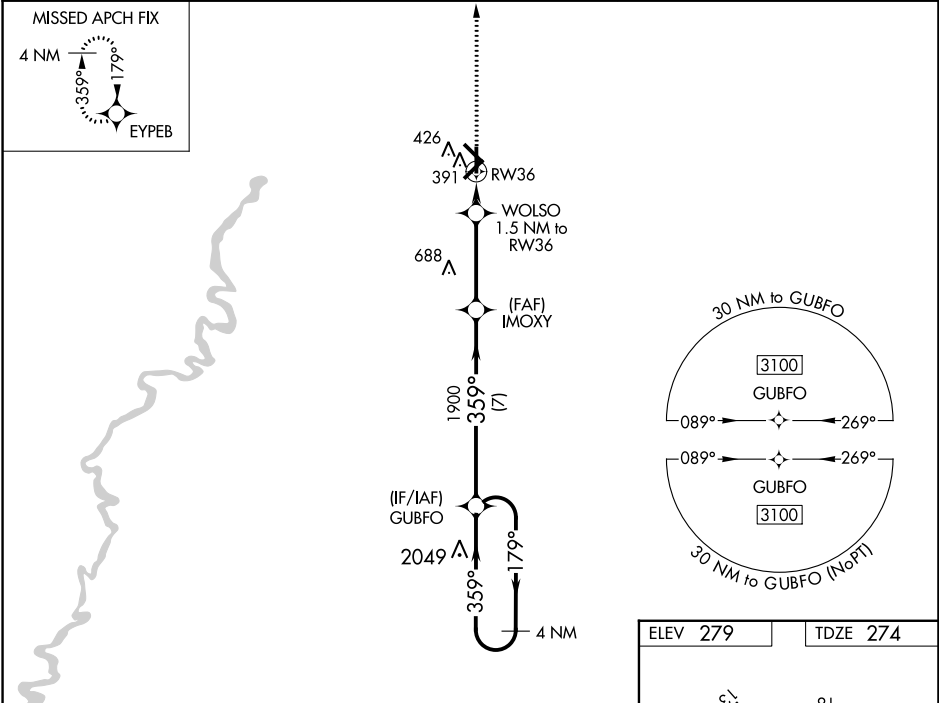 MISSED APCH FIX
4 NM
359°
179°
EYPEB
426
391
RW36
WOLSO
1.5 NM to
RW36
688
(FAF)
IMOXY
1900
359°
(7)
(IF/IAF)
GUBFO
2049
359°
179°
4 NM
30 NM to GUBFO
3100
GUBFO
089°
269°
089°
269°
GUBFO
3100
30 NM to GUBFO (NoPT)
ELEV 279
TDZE 274